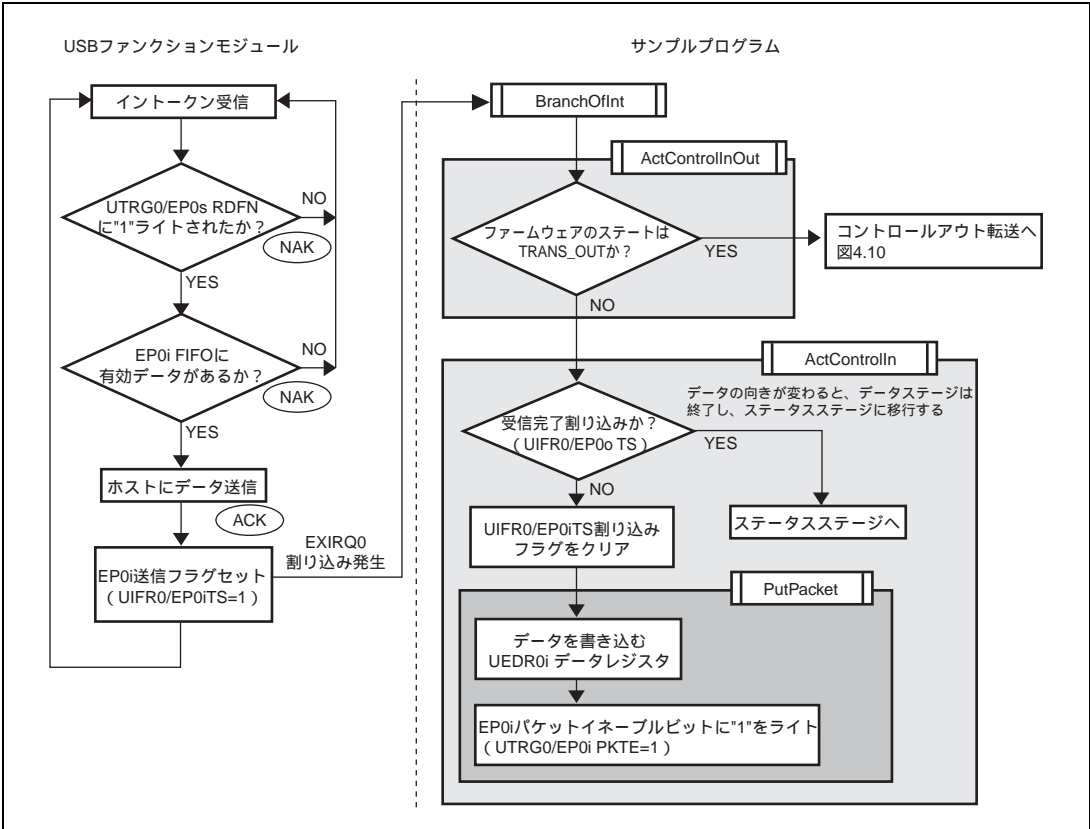 USBファンクションモジュール
イントークン受信
UTRG0/EP0s RDFN
に"1"ライトされたか？
NO
NAK
YES
EP0i FIFOに
有効データがあるか？
NO
NAK
YES
ホストにデータ送信
ACK
EP0i送信フラグセット
（UIFR0/EP0iTS=1）
EXIRQ0
割り込み発生
サンプルプログラム
BranchOfInt
ActControlInOut
ファームウェアのステートは
TRANS_OUTか？
YES
コントロールアウト転送へ
図4.10
NO
ActControlIn
データの向きが変わると、データステージは
終了し、ステータスステージに移行する
受信完了割り込みか？
（UIFR0/EP0o TS）
YES
NO
ステータスステージへ
UIFR0/EP0iTS割り込み
フラグをクリア
PutPacket
データを書き込む
UEDR0i データレジスタ
EP0iパケットイネーブルビットに"1"をライト
（UTRG0/EP0i PKTE=1）